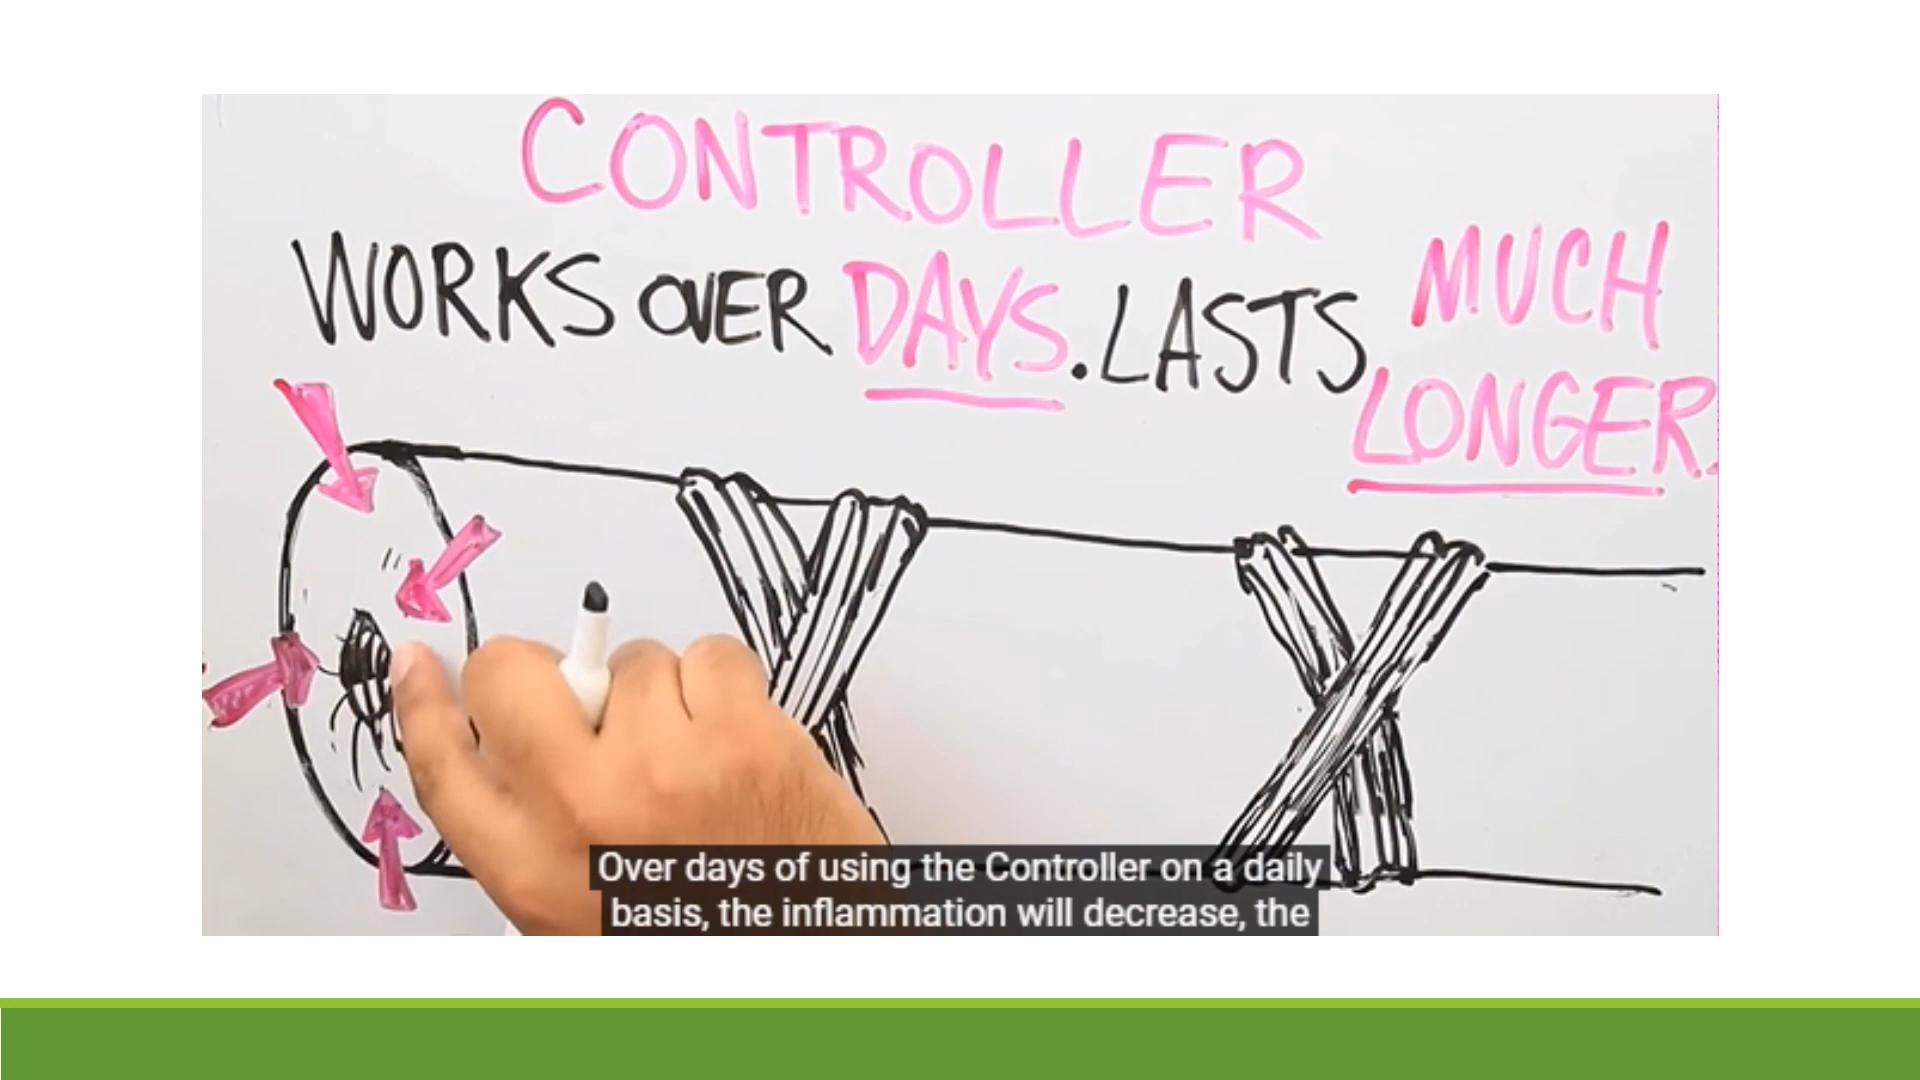 CONTROLLER
WORKS OVER DAYS. LASTS MUCH
LONGER.
Over days of using the Controller on a daily
basis, the inflammation will decrease, the